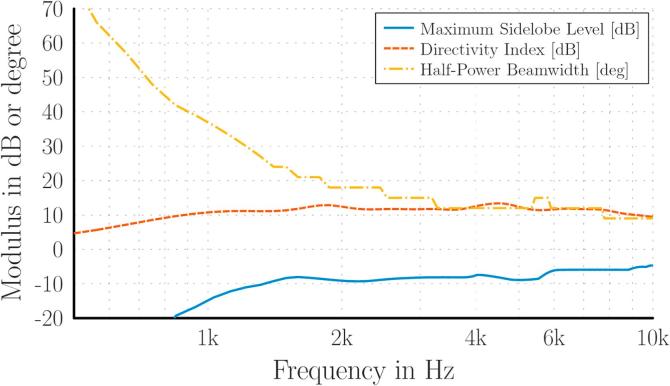 Modulus in dB or degree
70
60
50
40
30
20
10
0
-10
-20
Maximum Sidelobe Level [dB]
Directivity Index [dB]
Half-Power Beamwidth [deg]
1k 2k 4k 6k 10k
Frequency in Hz